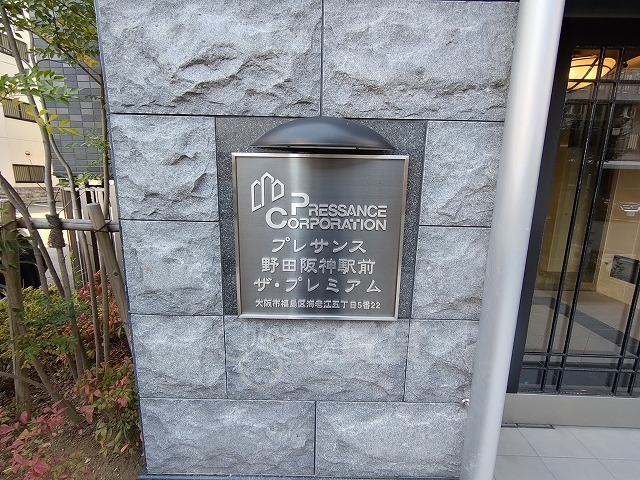 PRESSANCE
CORPORATION
プレサンス
野田阪神駅前
ザ・プレミアム
大阪市福島区海老江五丁目5番22